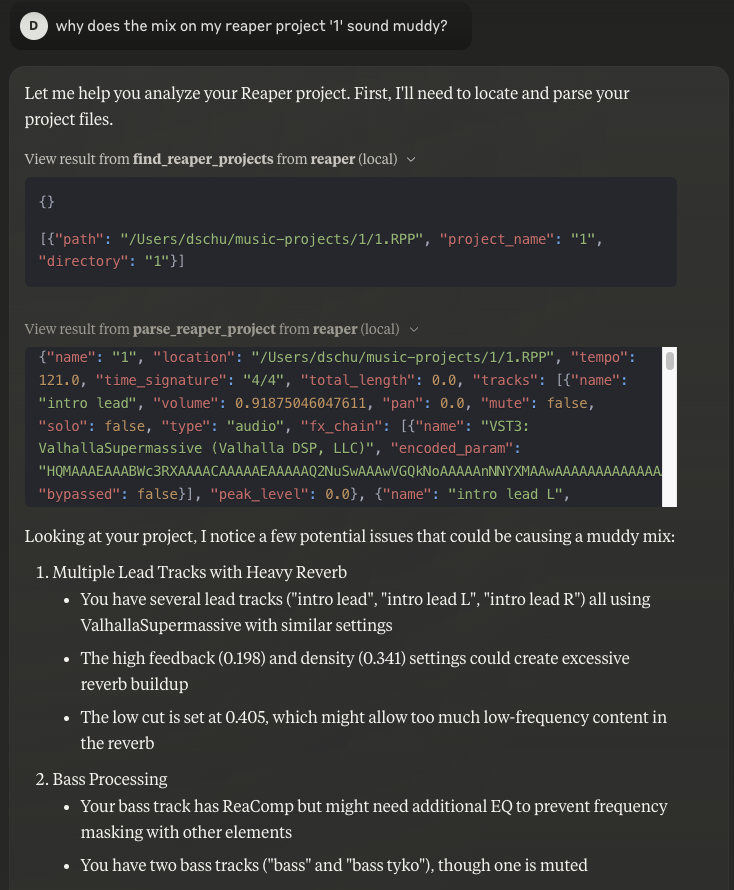 D why does the mix on my reaper project '1' sound muddy?
Let me help you analyze your Reaper project. First, I'll need to locate and parse your
project files.
View result from find_reaper_projects from reaper (local)
{}
[{"path": "/Users/dschu/music-projects/1/1.RPP", "project_name": "1",
"directory": "1"}]
View result from parse_reaper_project from reaper (local)
{"name": "1", "location": "/Users/dschu/music-projects/1/1.RPP", "tempo":
121.0, "time_signature": "4/4", "total_length": 0.0, "tracks": [{"name":
"intro lead", "volume": 0.91875046047611, "pan": 0.0, "mute": false,
"solo": false, "type": "audio", "fx_chain": [{"name": "VST3:
ValhallaSupermassive (Valhalla DSP, LLC)", "encoded_param":
"HQMAAAEAAABWc3RXAAAACAAAAAEAAAAAQ2NuSwAAAwVGQkNoAAAAAnNNYXMAAwAAAAAAAAAAAAA
"bypassed": false}], "peak_level": 0.0}, {"name": "intro lead L",
Looking at your project, I notice a few potential issues that could be causing a muddy mix:
1. Multiple Lead Tracks with Heavy Reverb
• You have several lead tracks ("intro lead", "intro lead L", "intro lead R") all using
ValhallaSupermassive with similar settings
• The high feedback (0.198) and density (0.341) settings could create excessive
reverb buildup
• The low cut is set at 0.405, which might allow too much low-frequency content in
the reverb
2. Bass Processing
• Your bass track has ReaComp but might need additional EQ to prevent frequency
masking with other elements
• You have two bass tracks ("bass" and "bass tyko"), though one is muted